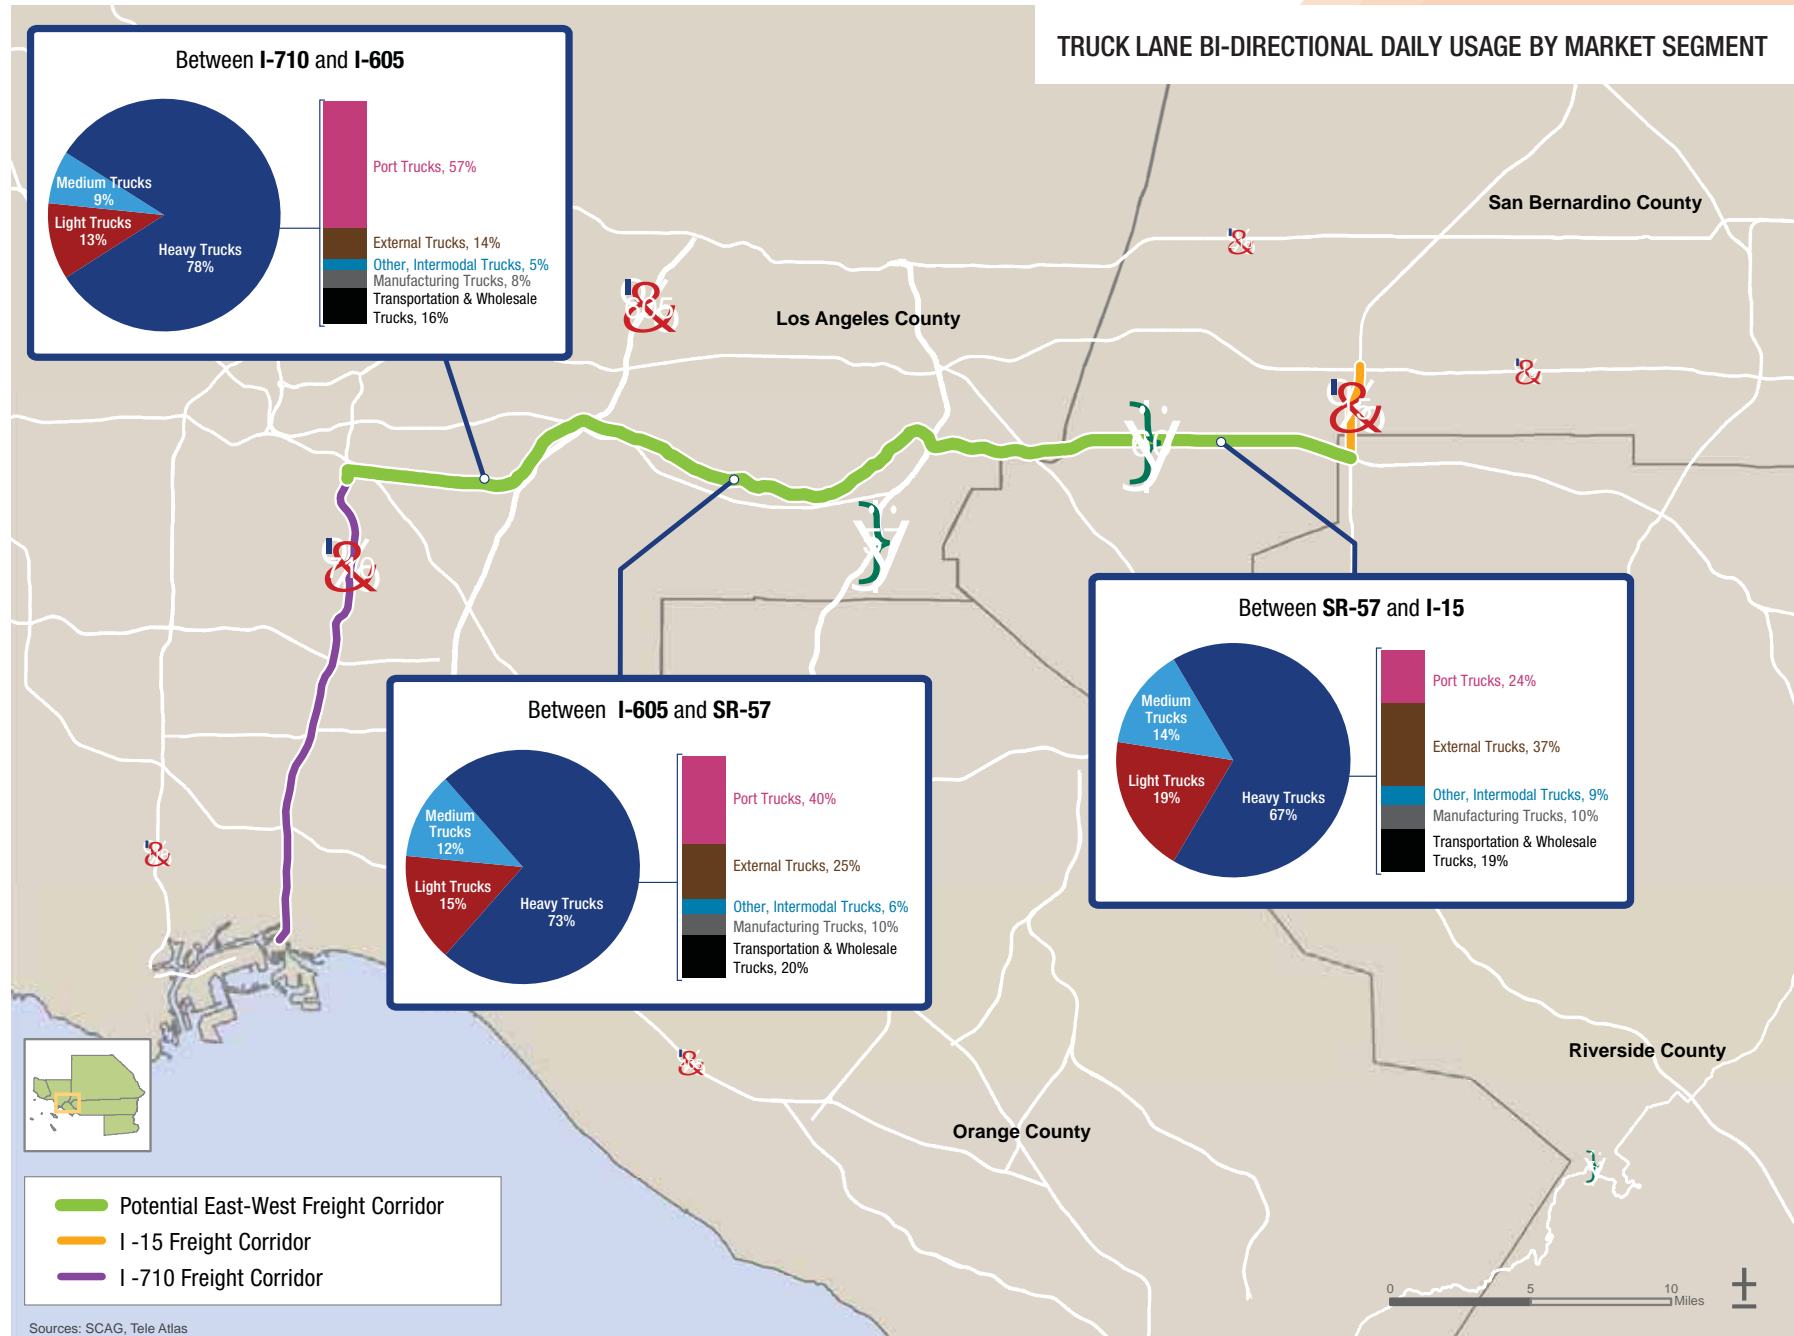 TRUCK LANE BI-DIRECTIONAL DAILY USAGE BY MARKET SEGMENT
Between I-710 and I-605
Medium Trucks
9%
Light Trucks
13%
Heavy Trucks
78%
Port Trucks, 57%
External Trucks, 14%
Other, Intermodal Trucks, 5%
Manufacturing Trucks, 8%
Transportation & Wholesale
Trucks, 16%
San Bernardino County
Los Angeles County
Between SR-57 and I-15
Medium
Trucks
14%
Light Trucks
19%
Heavy Trucks
67%
Port Trucks, 24%
External Trucks, 37%
Other, Intermodal Trucks, 9%
Manufacturing Trucks, 10%
Transportation & Wholesale
Trucks, 19%
Between I-605 and SR-57
Medium
Trucks
12%
Light Trucks
15%
Heavy Trucks
73%
Port Trucks, 40%
External Trucks, 25%
Other, Intermodal Trucks, 6%
Manufacturing Trucks, 10%
Transportation & Wholesale
Trucks, 20%
Riverside County
Orange County
Potential East-West Freight Corridor
I -15 Freight Corridor
I -710 Freight Corridor
0 5 10
Miles
Sources: SCAG, Tele Atlas